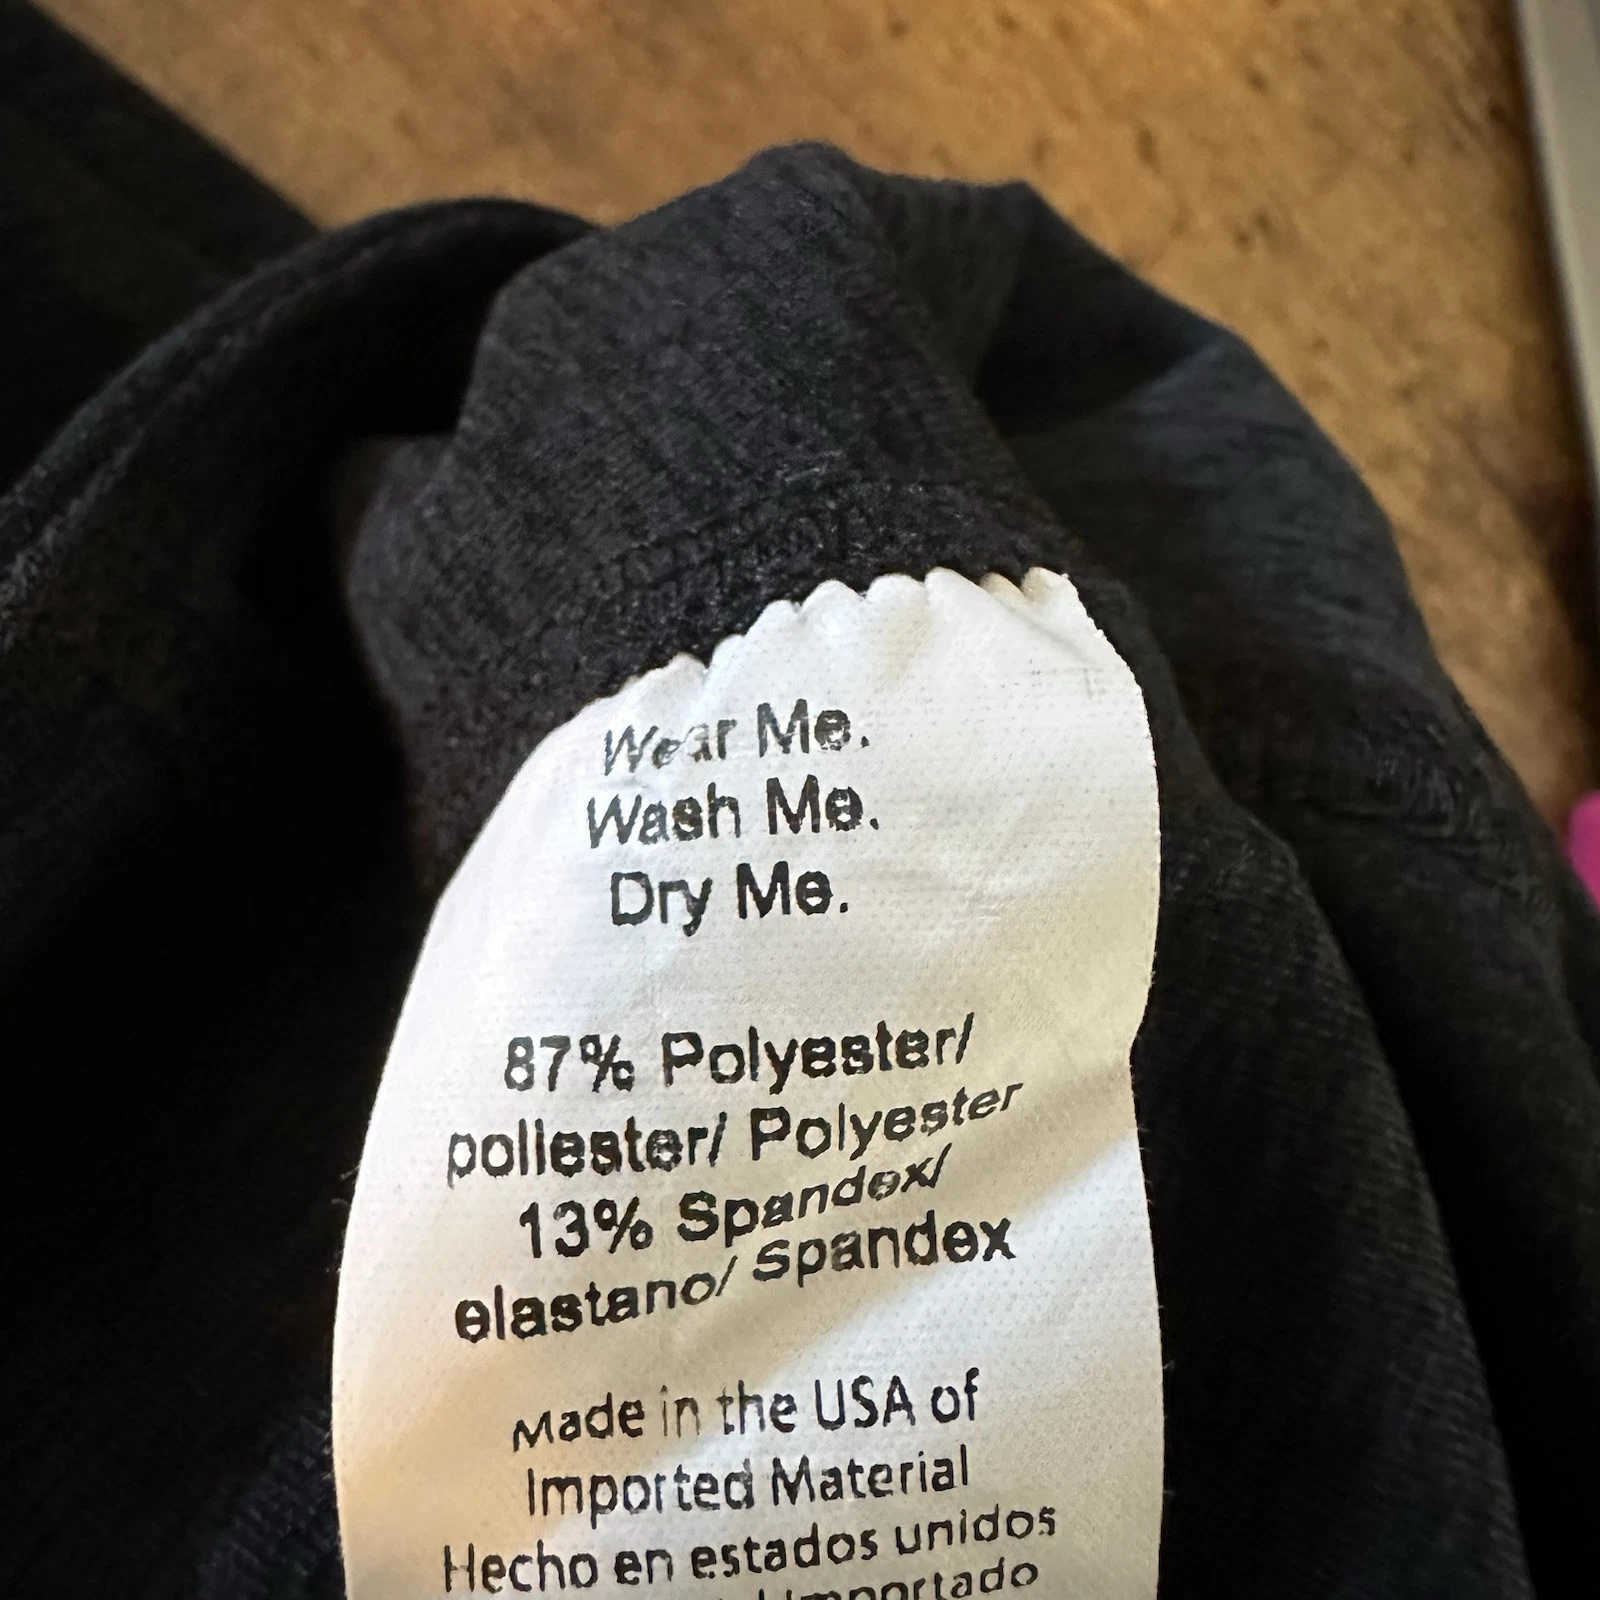 Wear Me.
Wash Me.
Dry Me.
87% Polyester/
poliester/ Polyester
13% Spandex/
elastano/ Spandex
Made in the USA of
Imported Material
Hecho en estados unidos
Importado